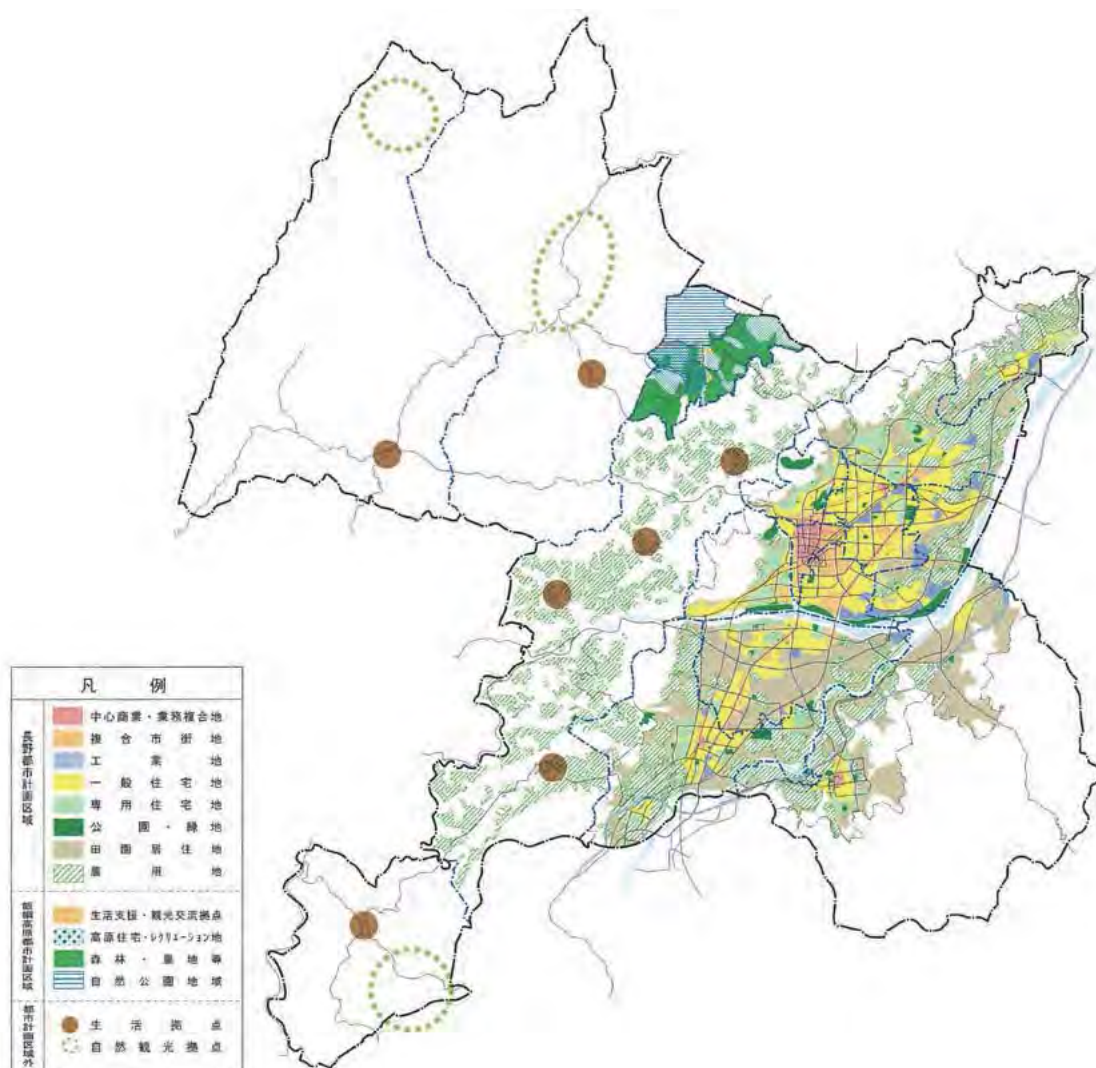 凡 例
長野都市計画区域
中心商業・業務複合地
複合市街地
工業地
一般住宅地
専用住宅地
公園・緑地
田園居住地
農用地
飯綱高原都市計画区域
生活支援・観光交流拠点
高原住宅・レクリエーション地
森林・農地等
自然公園地域
都市計画区域外
生活拠点
自然観光拠点